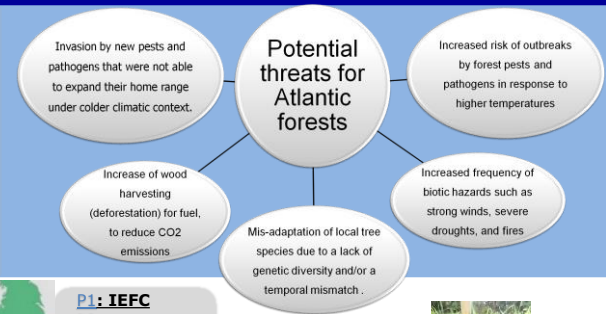 Potential
threats for
Atlantic
forests
Invasion by new pests and
pathogens that were not able
to expand their home range
under colder climatic context.
Increased risk of outbreaks
by forest pests and
pathogens in response to
higher temperatures
Increase of wood
harvesting
(deforestation) for fuel,
to reduce CO2
emissions
Mis-adaptation of local tree
species due to a lack of
genetic diversity and/or a
temporal mismatch .
Increased frequency of
biotic hazards such as
strong winds, severe
droughts, and fires
P1: IEFC